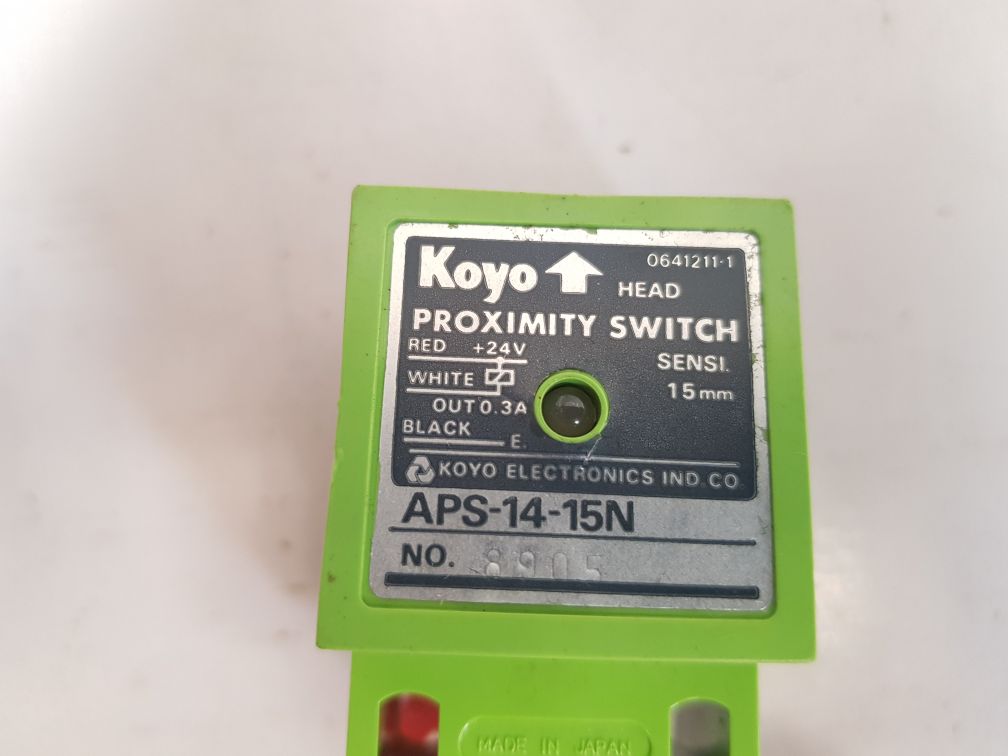 Koyo
0641211-1
HEAD
PROXIMITY SWITCH
RED +24V
SENSI.
WHITE
15mm
OUT 0.3A
BLACK
E.
KOYO ELECTRONICS IND.CO.
APS-14-15N
NO. 8905
MADE IN JAPAN